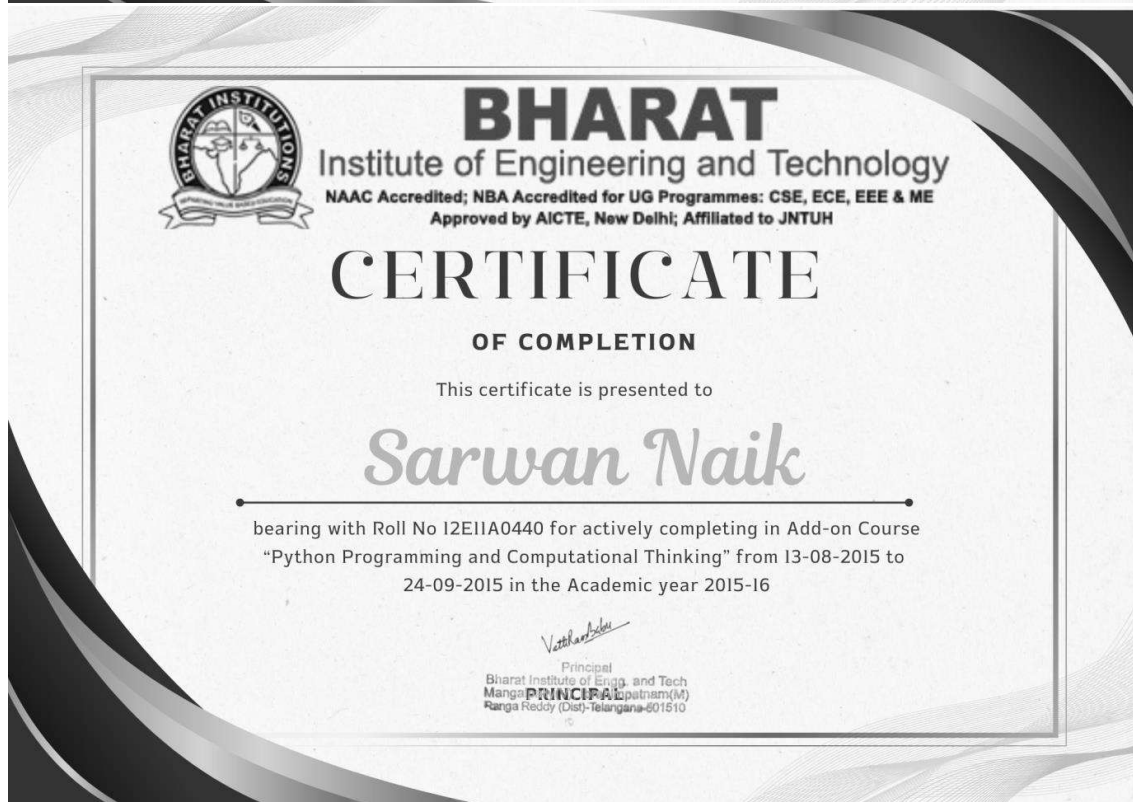 BHARAT INSTITUTIONS
BHARAT
Institute of Engineering and Technology
NAAC Accredited; NBA Accredited for UG Programmes: CSE, ECE, EEE & ME
Approved by AICTE, New Delhi; Affiliated to JNTUH
CERTIFICATE
OF COMPLETION
This certificate is presented to
Sarwan Naik
bearing with Roll No 12E11A0440 for actively completing in Add-on Course
“Python Programming and Computational Thinking” from 13-08-2015 to
24-09-2015 in the Academic year 2015-16
Principal
Bharat Institute of Engg. and Tech
PRINCIPAL
Ranga Reddy (Dist)-Telangana-501510